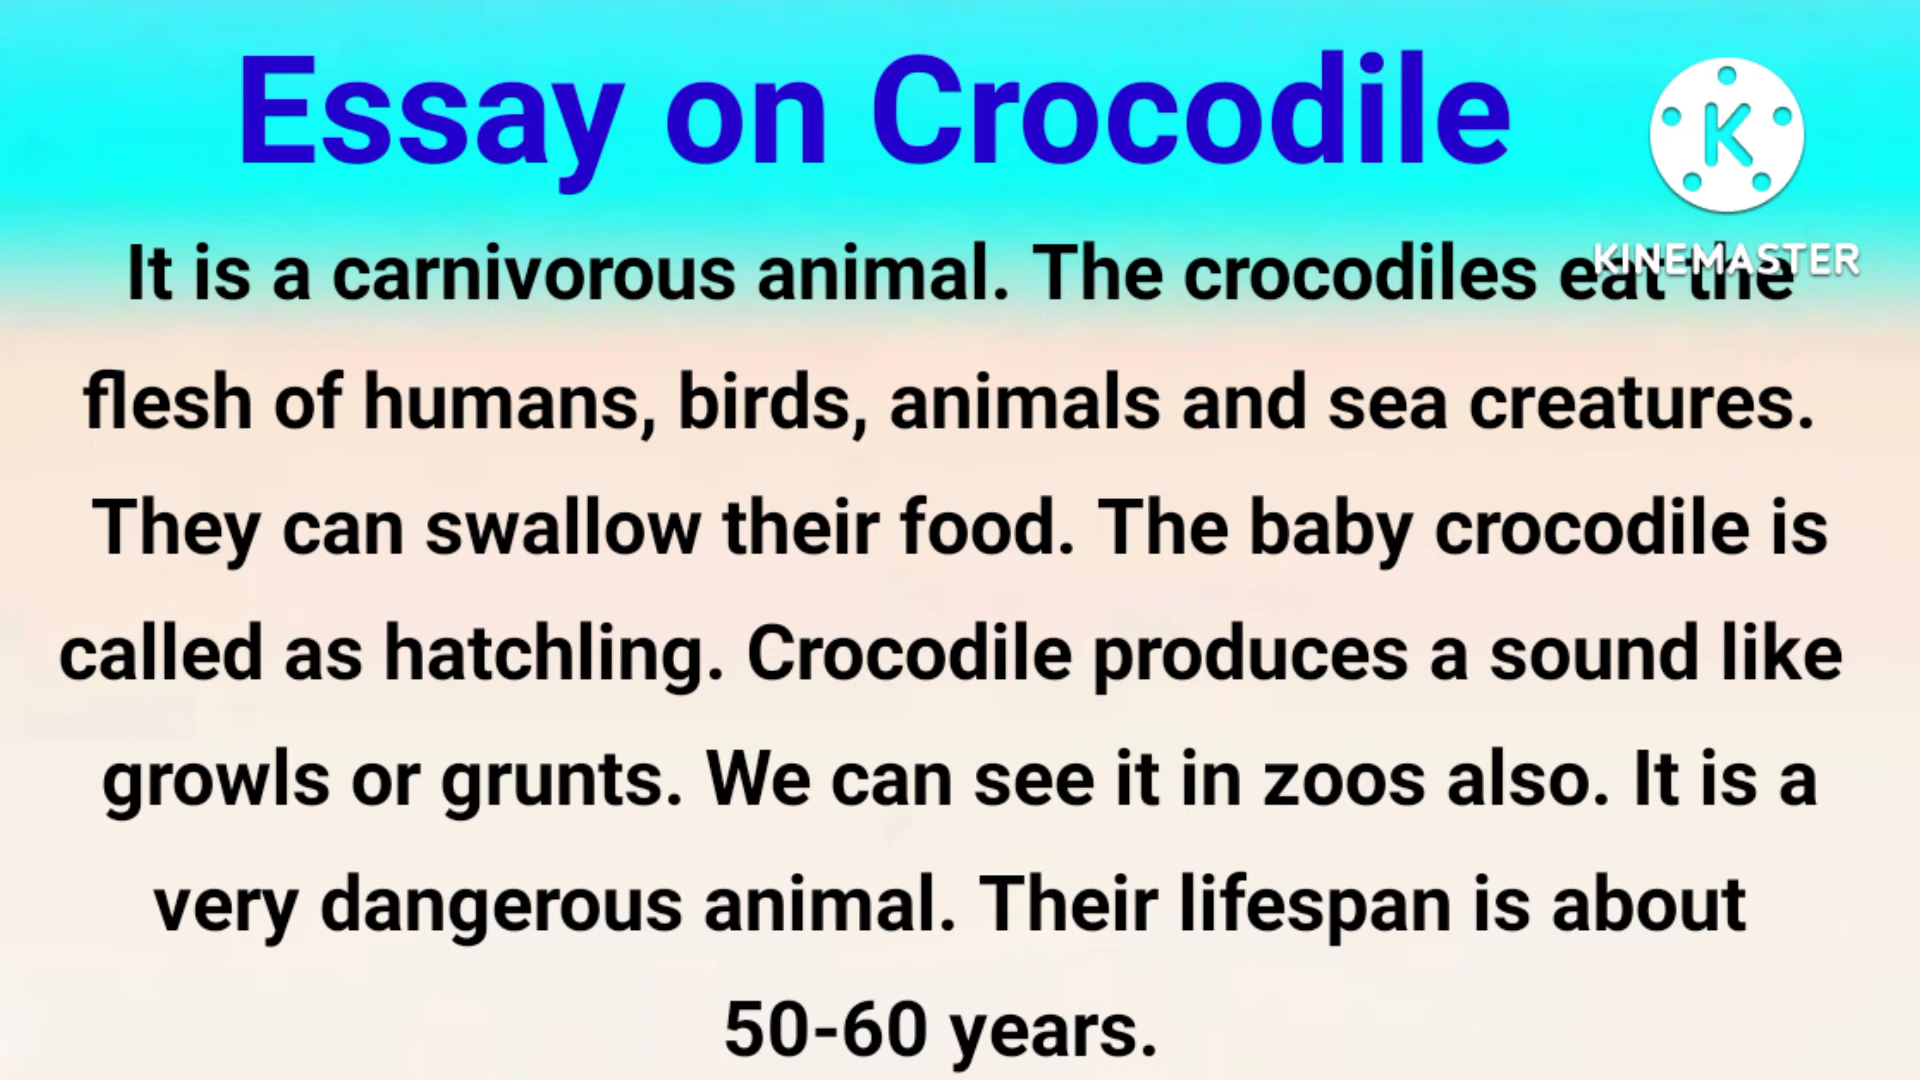 Essay on Crocodile
K
KINEMASTER
It is a carnivorous animal. The crocodiles eat the
flesh of humans, birds, animals and sea creatures.
They can swallow their food. The baby crocodile is
called as hatchling. Crocodile produces a sound like
growls or grunts. We can see it in zoos also. It is a
very dangerous animal. Their lifespan is about
50-60 years.